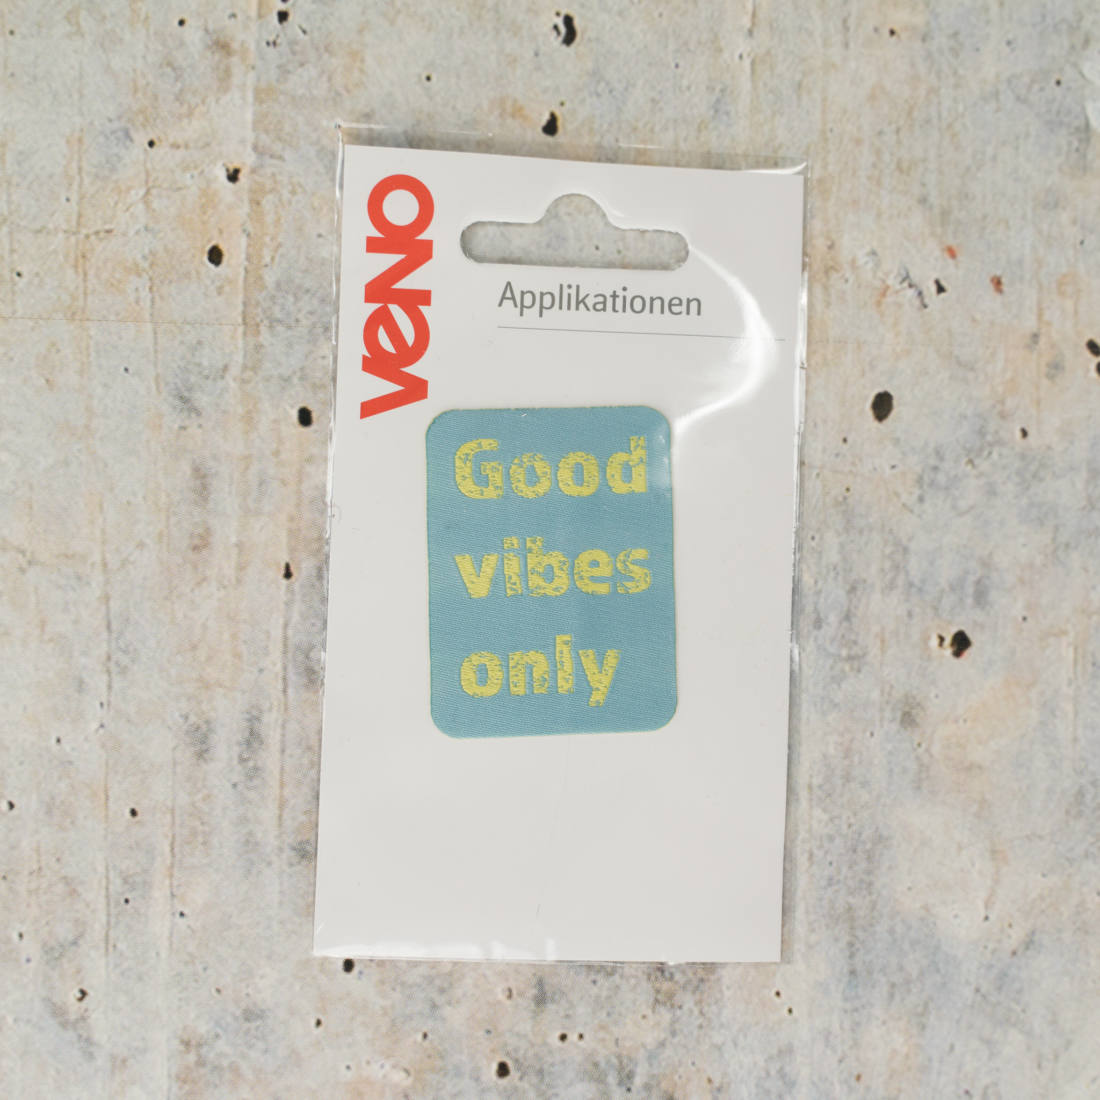 VENO
Applikationen
Good
vibes
only